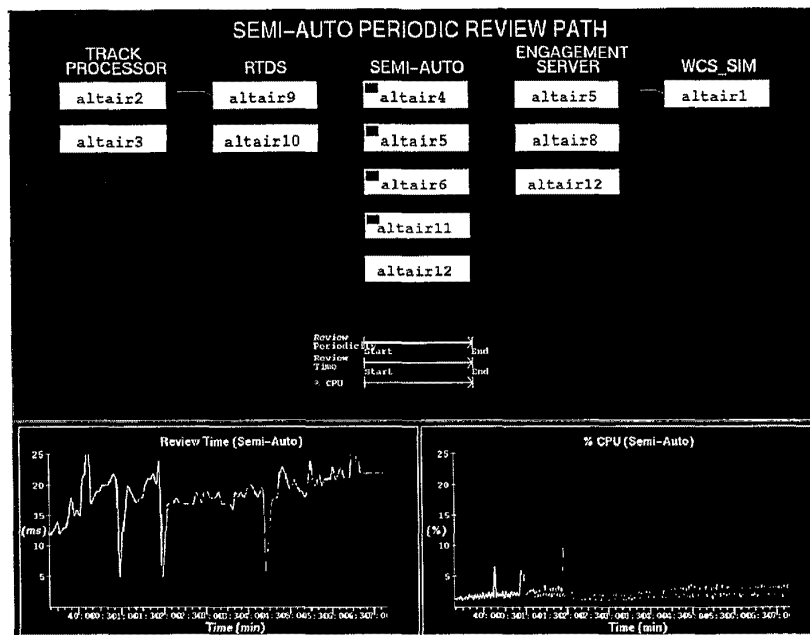 SEMI-AUTO PERIODIC REVIEW PATH
TRACK PROCESSOR
RTDS
SEMI-AUTO
ENGAGEMENT SERVER
WCS_SIM
altair2
altair9
altair4
altair5
altair1
altair3
altair10
altair5
altair8
altair6
altair12
altair11
altair12
Review
Periodicity
Start
End
Review
Time
Start
End
% CPU
Review Time (Semi-Auto)
25
20
15
(ms)
10
5
Time (min)
% CPU (Semi-Auto)
25
20
15
(%)
10
5
Time (min)